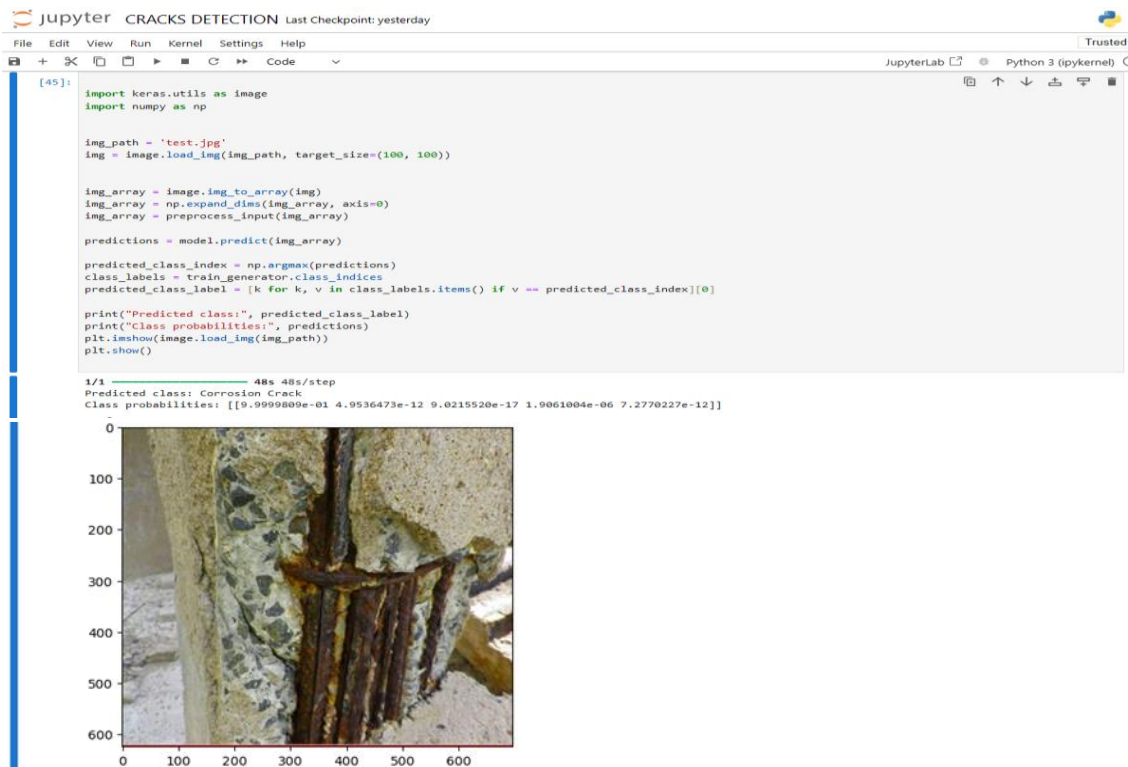 jupyter CRACKS DETECTION Last Checkpoint: yesterday
File Edit View Run Kernel Settings Help Trusted
Code JupyterLab Python 3 (ipykernel)
[45]:
import keras.utils as image
import numpy as np
img_path = 'test.jpg'
img = image.load_img(img_path, target_size=(100, 100))
img_array = image.img_to_array(img)
img_array = np.expand_dims(img_array, axis=0)
img_array = preprocess_input(img_array)
predictions = model.predict(img_array)
predicted_class_index = np.argmax(predictions)
class_labels = train_generator.class_indices
predicted_class_label = [k for k, v in class_labels.items() if v == predicted_class_index][0]
print("Predicted class:", predicted_class_label)
print("Class probabilities:", predictions)
plt.imshow(image.load_img(img_path))
plt.show()
1/1 48s 48s/step
Predicted class: Corrosion Crack
Class probabilities: [[9.9999809e-01 4.9536473e-12 9.0215520e-17 1.9061004e-06 7.2770227e-12]]
0
100
200
300
400
500
600
0 100 200 300 400 500 600